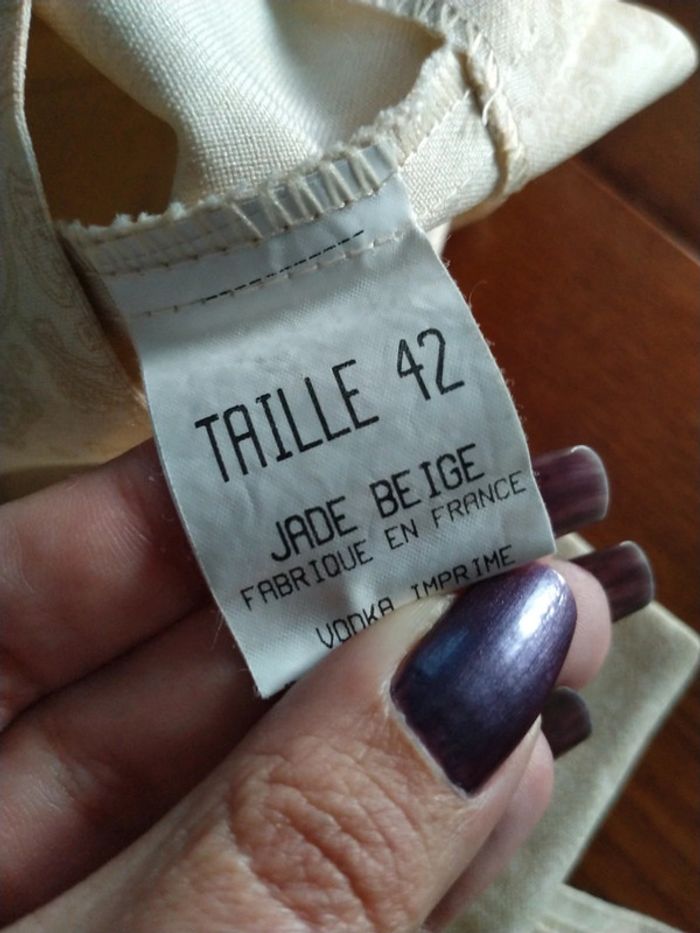 TAILLE 42
JADE BEIGE
FABRIQUE EN FRANCE
VODKA IMPRIME